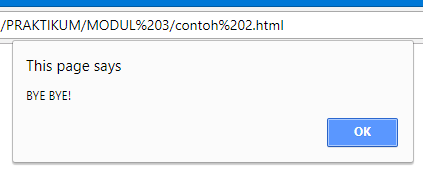 /PRAKTIKUM/MODUL%203/contoh%202.html
This page says
BYE BYE!
OK